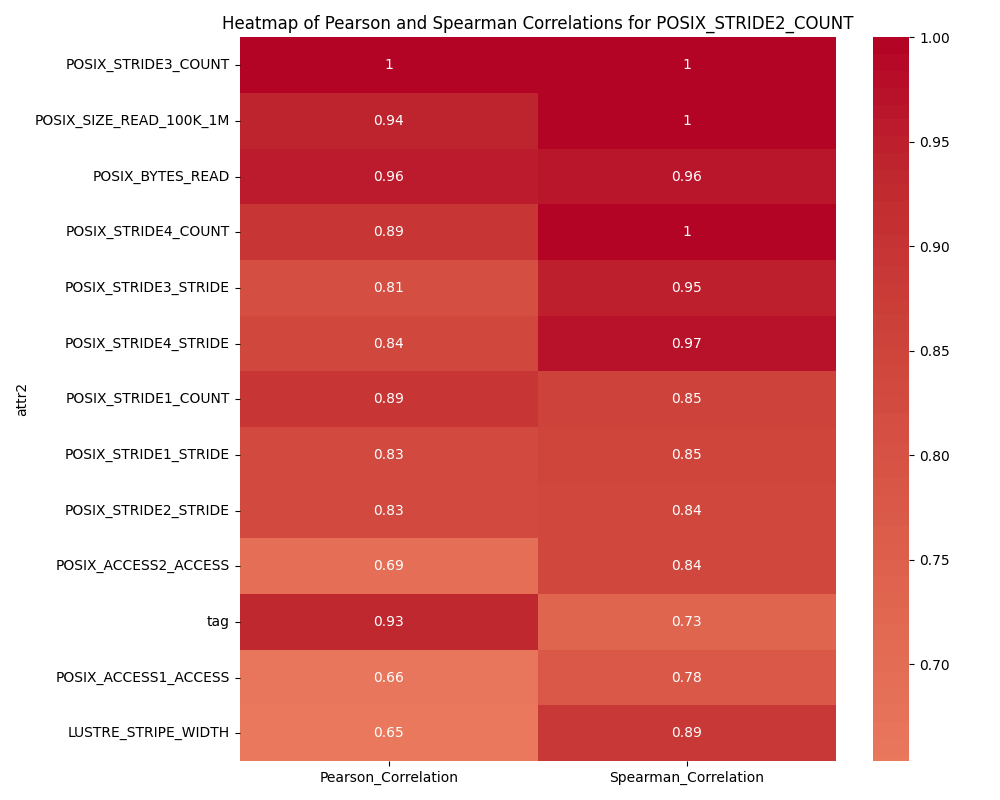 Heatmap of Pearson and Spearman Correlations for POSIX_STRIDE2_COUNT
POSIX_STRIDE3_COUNT 1 1
POSIX_SIZE_READ_100K_1M 0.94 1
POSIX_BYTES_READ 0.96 0.96
POSIX_STRIDE4_COUNT 0.89 1
POSIX_STRIDE3_STRIDE 0.81 0.95
POSIX_STRIDE4_STRIDE 0.84 0.97
POSIX_STRIDE1_COUNT 0.89 0.85
POSIX_STRIDE1_STRIDE 0.83 0.85
POSIX_STRIDE2_STRIDE 0.83 0.84
POSIX_ACCESS2_ACCESS 0.69 0.84
tag 0.93 0.73
POSIX_ACCESS1_ACCESS 0.66 0.78
LUSTRE_STRIPE_WIDTH 0.65 0.89
attr2
Pearson_Correlation Spearman_Correlation
1.00
0.95
0.90
0.85
0.80
0.75
0.70